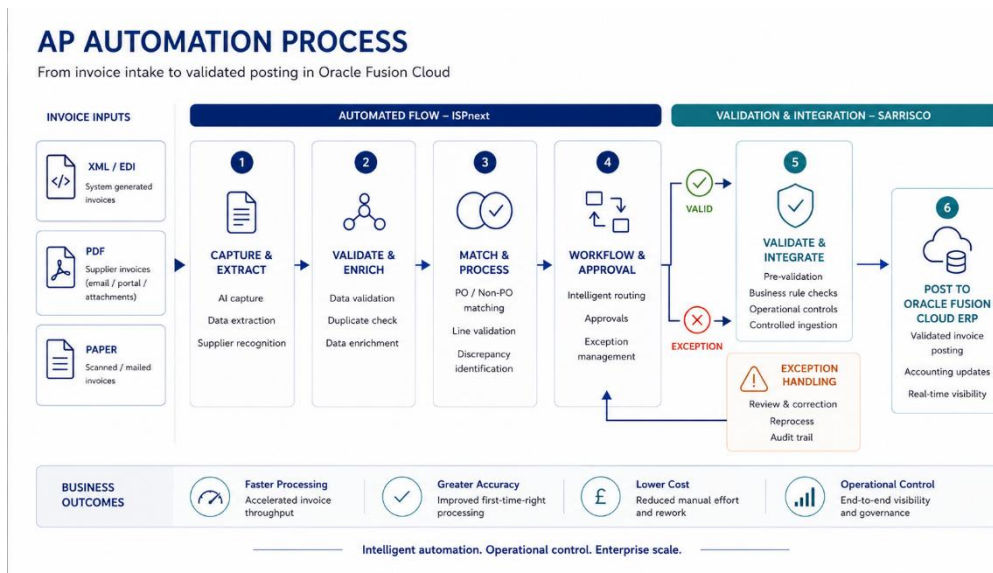 AP AUTOMATION PROCESS
From invoice intake to validated posting in Oracle Fusion Cloud
INVOICE INPUTS
XML / EDI
System generated
invoices
PDF
Supplier invoices
(email / portal /
attachments)
PAPER
Scanned / mailed
invoices
AUTOMATED FLOW – ISPnext
1
CAPTURE &
EXTRACT
AI capture
Data extraction
Supplier recognition
2
VALIDATE &
ENRICH
Data validation
Duplicate check
Data enrichment
3
MATCH &
PROCESS
PO / Non-PO
matching
Line validation
Discrepancy
identification
4
WORKFLOW &
APPROVAL
Intelligent routing
Approvals
Exception
management
VALID
EXCEPTION
VALIDATION & INTEGRATION – SARRISCO
5
VALIDATE &
INTEGRATE
Pre-validation
Business rule checks
Operational controls
Controlled ingestion
EXCEPTION
HANDLING
Review & correction
Reprocess
Audit trail
6
POST TO
ORACLE FUSION
CLOUD ERP
Validated invoice
posting
Accounting updates
Real-time visibility
BUSINESS
OUTCOMES
Faster Processing
Accelerated invoice
throughput
Greater Accuracy
Improved first-time-right
processing
£
Lower Cost
Reduced manual effort
and rework
Operational Control
End-to-end visibility
and governance
Intelligent automation. Operational control. Enterprise scale.